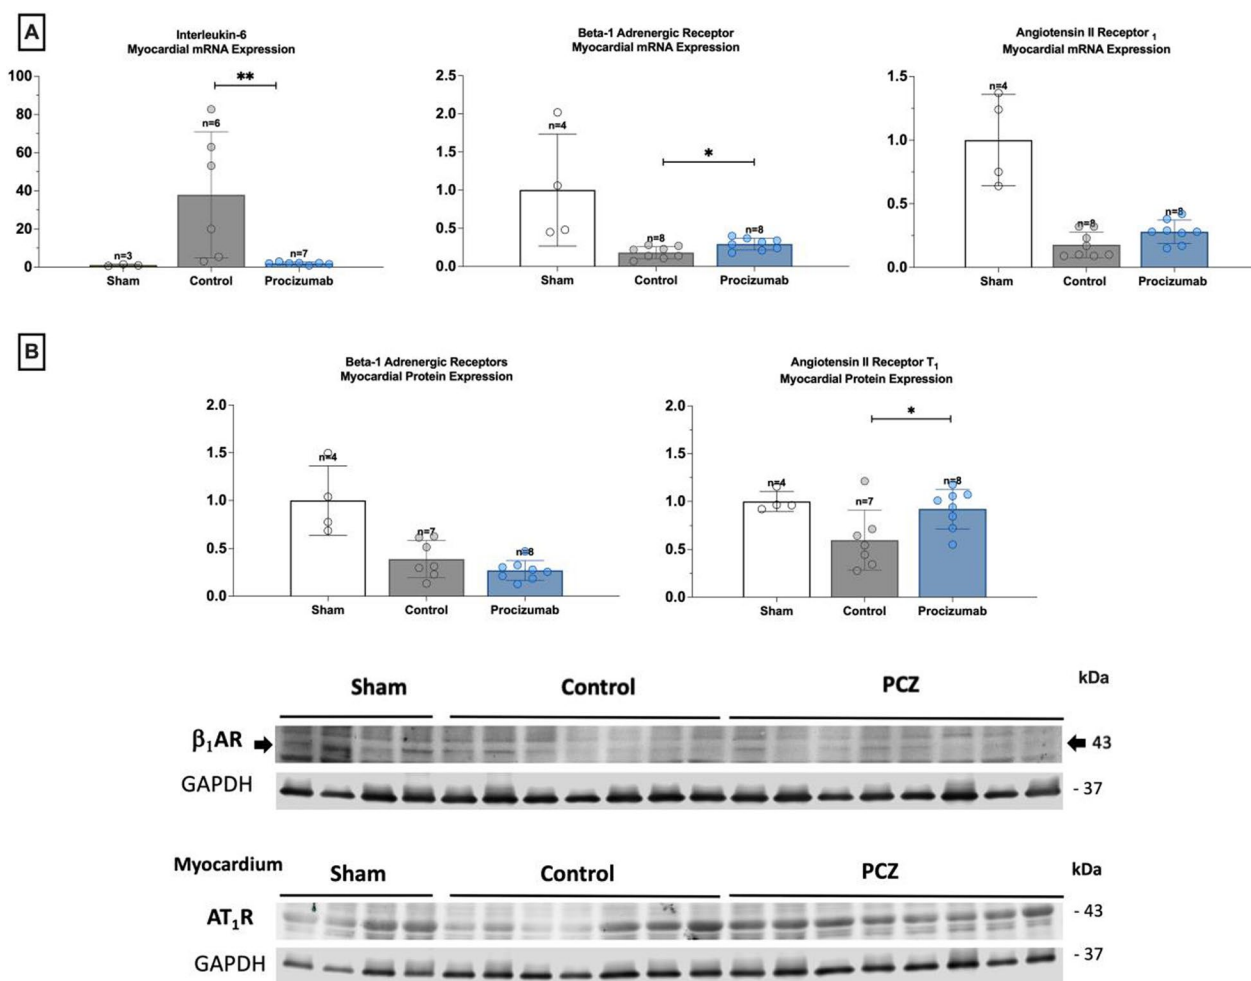 A
Interleukin-6
Myocardial mRNA Expression
100
80
60
40
20
0
**
n=3
n=6
n=7
Sham
Control
Procizumab
Beta-1 Adrenergic Receptor
Myocardial mRNA Expression
2.5
2.0
1.5
1.0
0.5
0.0
*
n=4
n=8
n=8
Sham
Control
Procizumab
Angiotensin II Receptor 1
Myocardial mRNA Expression
1.5
1.0
0.5
0.0
n=4
n=8
n=8
Sham
Control
Procizumab
B
Beta-1 Adrenergic Receptors
Myocardial Protein Expression
2.0
1.5
1.0
0.5
0.0
n=4
n=7
n=8
Sham
Control
Procizumab
Angiotensin II Receptor T1
Myocardial Protein Expression
2.0
1.5
1.0
0.5
0.0
*
n=4
n=7
n=8
Sham
Control
Procizumab
Sham Control PCZ kDa
β1AR 43
GAPDH - 37
Myocardium Sham Control PCZ kDa
AT1R - 43
GAPDH - 37